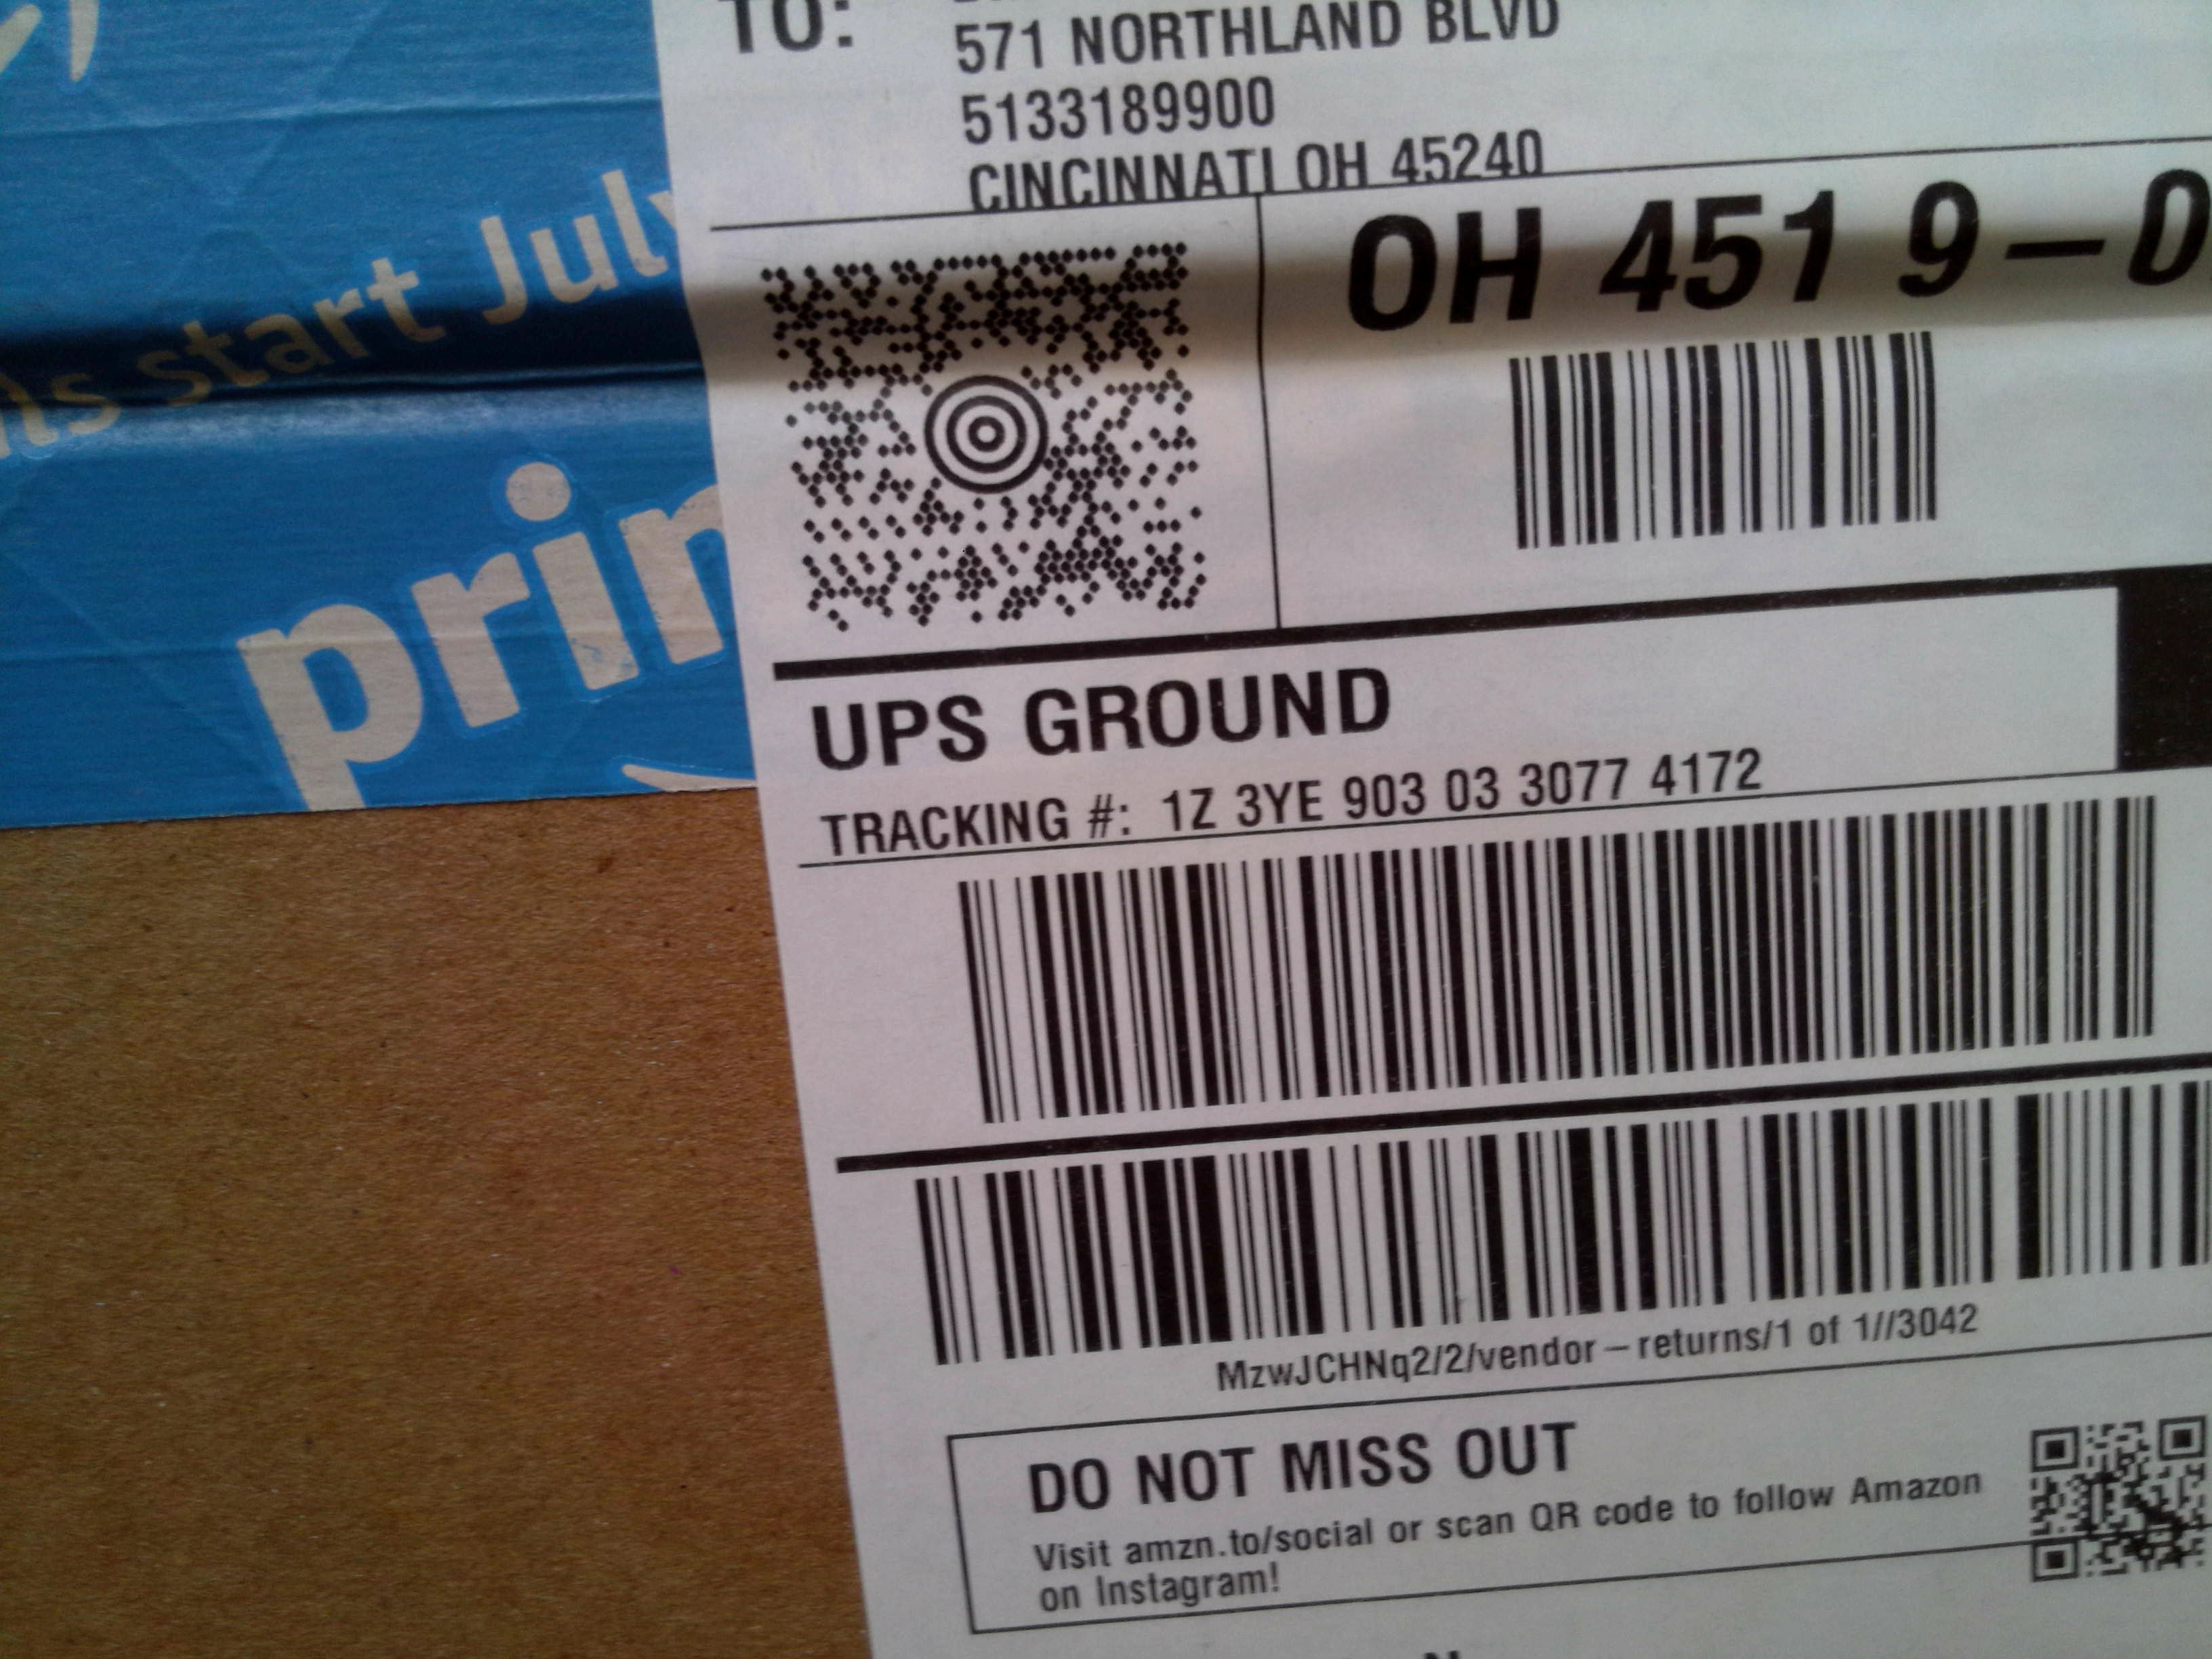 TO:
571 NORTHLAND BLVD
5133189900
CINCINNATI OH 45240
OH 451 9-0
start July
UPS GROUND
TRACKING #: 1Z 3YE 903 03 3077 4172
MzwJCHNq2/2/vendor-returns/1 of 1//3042
DO NOT MISS OUT
Visit amzn.to/social or scan QR code to follow Amazon
on Instagram!